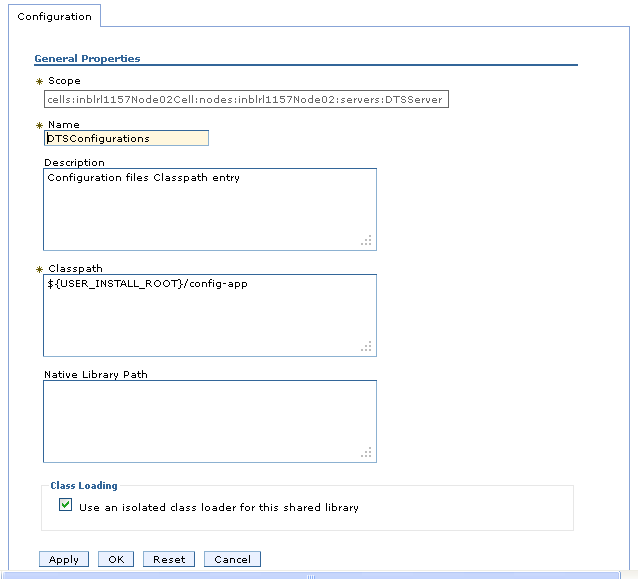 Configuration
General Properties
Scope
cells:inblrl1157Node02Cell:nodes:inblrl1157Node02:servers:DTSServer
Name
DTSConfigurations
Description
Configuration files Classpath entry
Classpath
${USER_INSTALL_ROOT}/config-app
Native Library Path
Class Loading
Use an isolated class loader for this shared library
Apply OK Reset Cancel